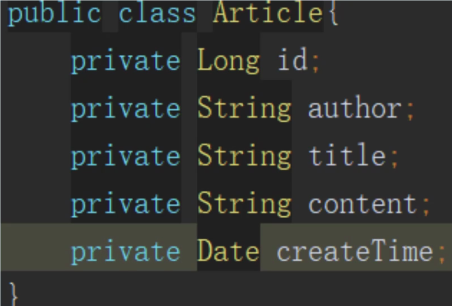 public class Article{
    private Long id;
    private String author;
    private String title;
    private String content;
    private Date createTime;
}